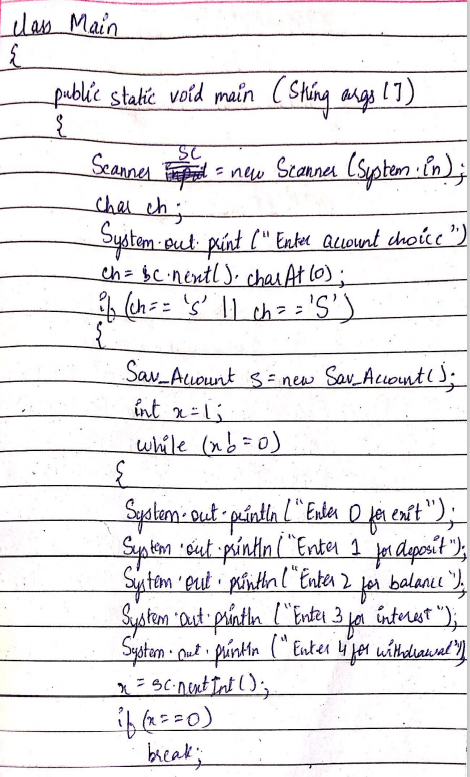 class Main
{
public static void main (String args [])
{
Scanner sc = new Scanner (System.in);
char ch;
System.out.print ("Enter account choice")
ch = sc.next().charAt(0);
if (ch== 's' || ch=='S')
{
Sav_Account s = new Sav_Account();
int x=1;
while (x!=0)
{
System.out.println ("Enter 0 for exit");
System.out.println ("Enter 1 for deposit");
System.out.println ("Enter 2 for balance");
System.out.println ("Enter 3 for interest");
System.out.println ("Enter 4 for withdrawal")
x = sc.nextInt();
if (x==0)
break;